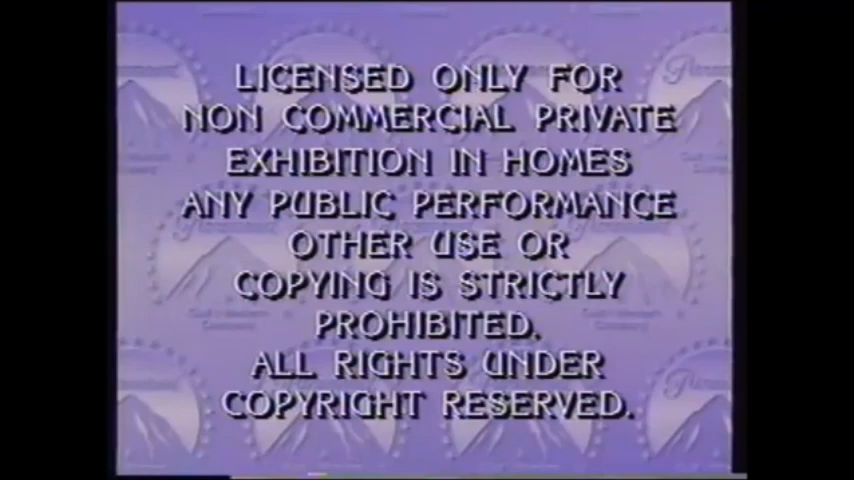 LICENSED ONLY FOR
NON COMMERCIAL PRIVATE
EXHIBITION IN HOMES
ANY PUBLIC PERFORMANCE
OTHER USE OR
COPYING IS STRICTLY
PROHIBITED.
ALL RIGHTS UNDER
COPYRIGHT RESERVED.